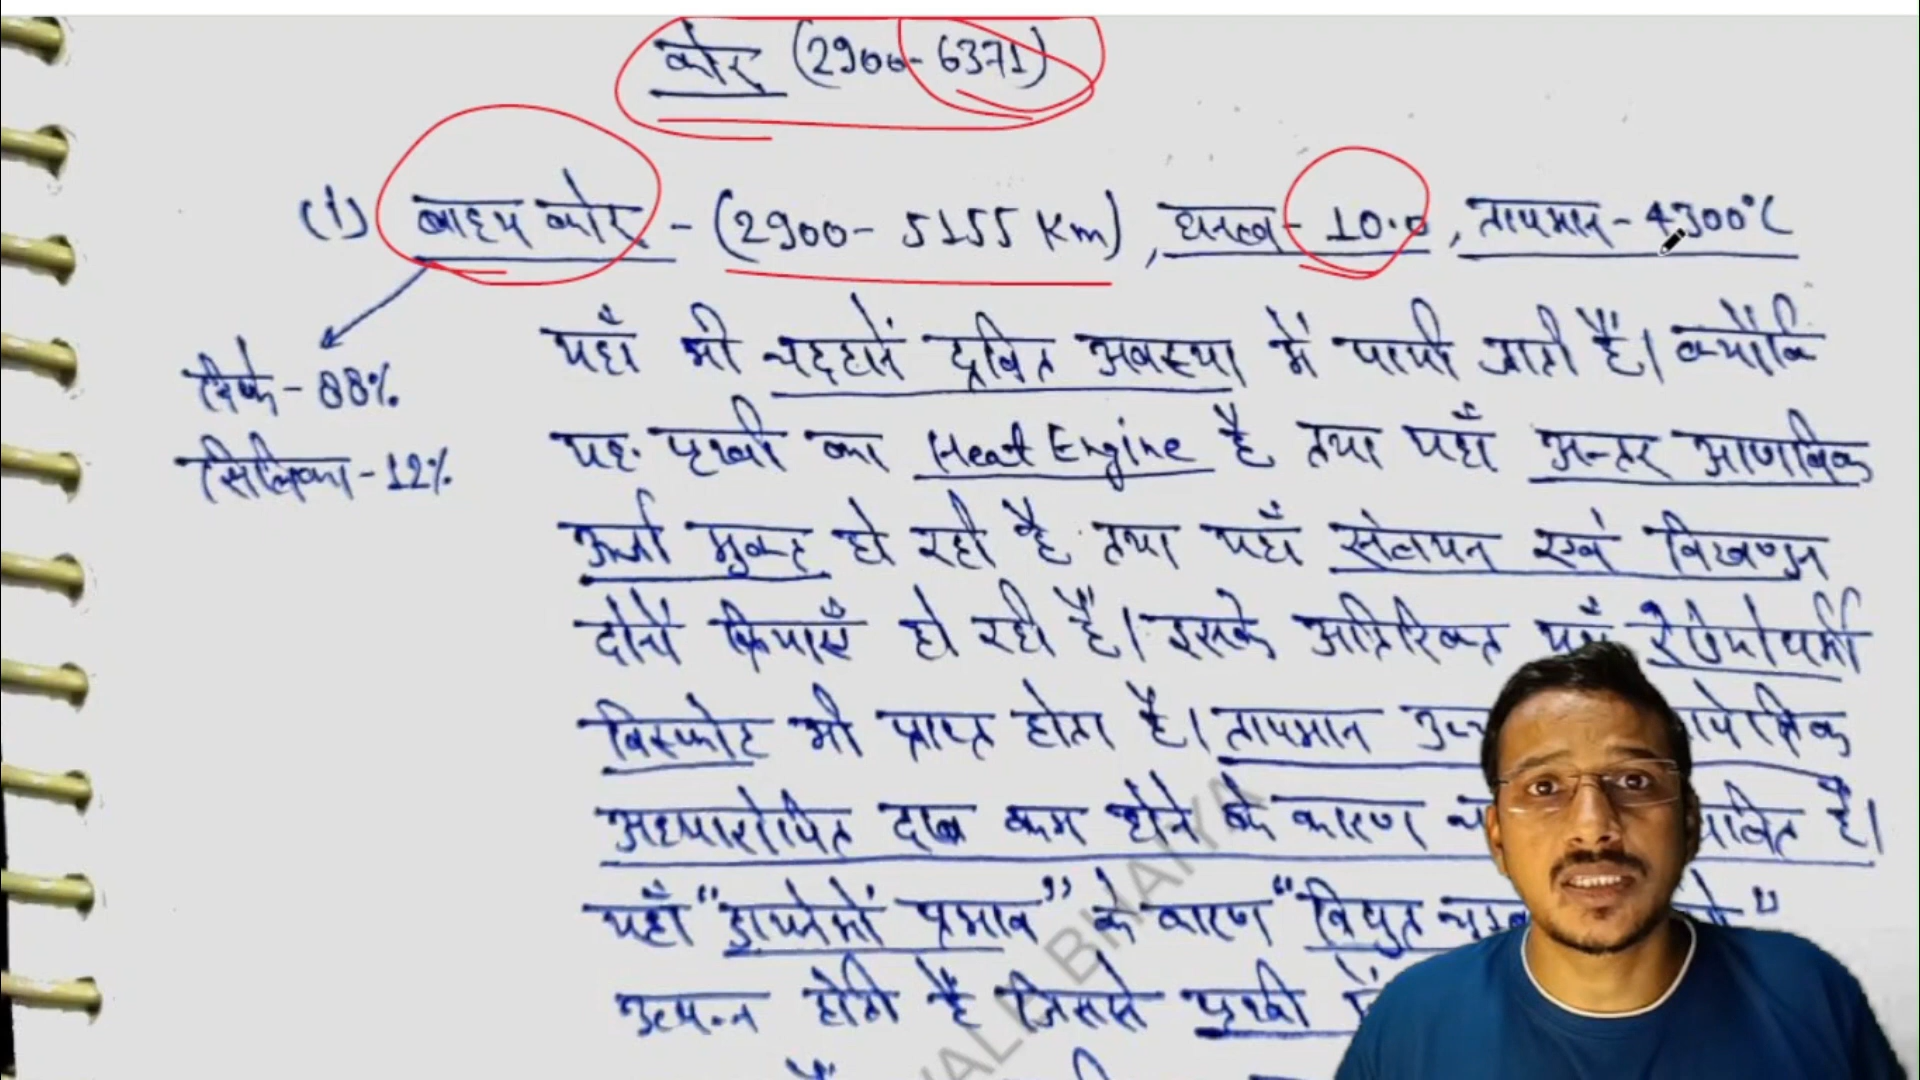 कोर (2900-6371)
(i) बाह्य कोर - (2900- 5155 Km), घनत्व- 10.0, तापमान-4300°C
यहाँ भी चट्टानें द्रवित अवस्था में पायी जाती हैं। क्योंकि
निफे- 88%
यह पृथ्वी का Heat Engine है तथा यहाँ अन्तर आणविक
सिलिका-12%
ऊर्जा मुक्त हो रही है तथा यहाँ संलयन एवं विखण्डन
दोनों क्रियाएँ हो रही हैं। इसके अतिरिक्त यहाँ रेडियोधर्मी
विस्फोट भी प्राप्त होता है। तापमान
अध्यारोपित दाब कम होने के कारण है।
यहाँ "डायनेमों प्रभाव" के कारण "विद्युत
उत्पन्न होती है जिससे पृथ्वी में
WALI BHAIYA